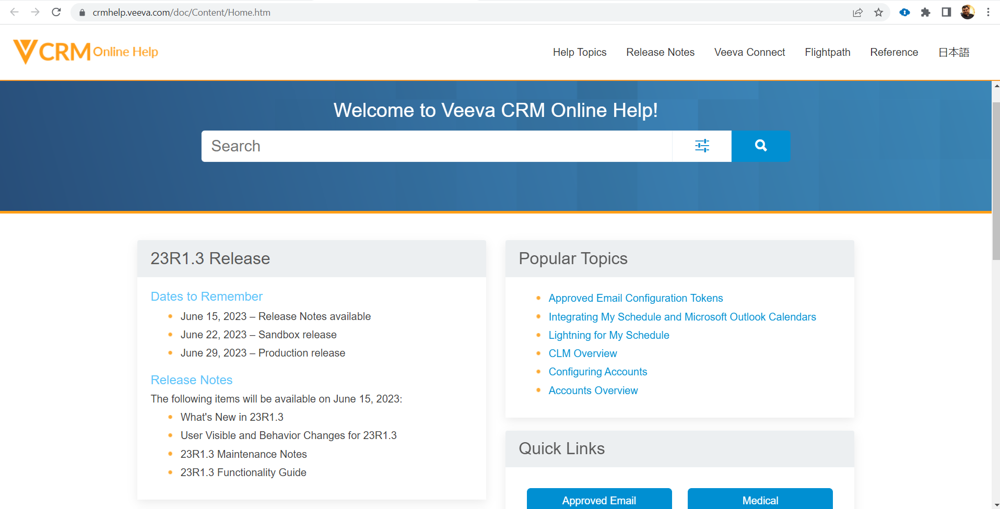 crmhelp.veeva.com/doc/Content/Home.htm
CRM Online Help
Help Topics
Release Notes
Veeva Connect
Flightpath
Reference
日本語
Welcome to Veeva CRM Online Help!
Search
23R1.3 Release
Dates to Remember
June 15, 2023 – Release Notes available
June 22, 2023 – Sandbox release
June 29, 2023 – Production release
Release Notes
The following items will be available on June 15, 2023:
What's New in 23R1.3
User Visible and Behavior Changes for 23R1.3
23R1.3 Maintenance Notes
23R1.3 Functionality Guide
Popular Topics
Approved Email Configuration Tokens
Integrating My Schedule and Microsoft Outlook Calendars
Lightning for My Schedule
CLM Overview
Configuring Accounts
Accounts Overview
Quick Links
Approved Email
Medical